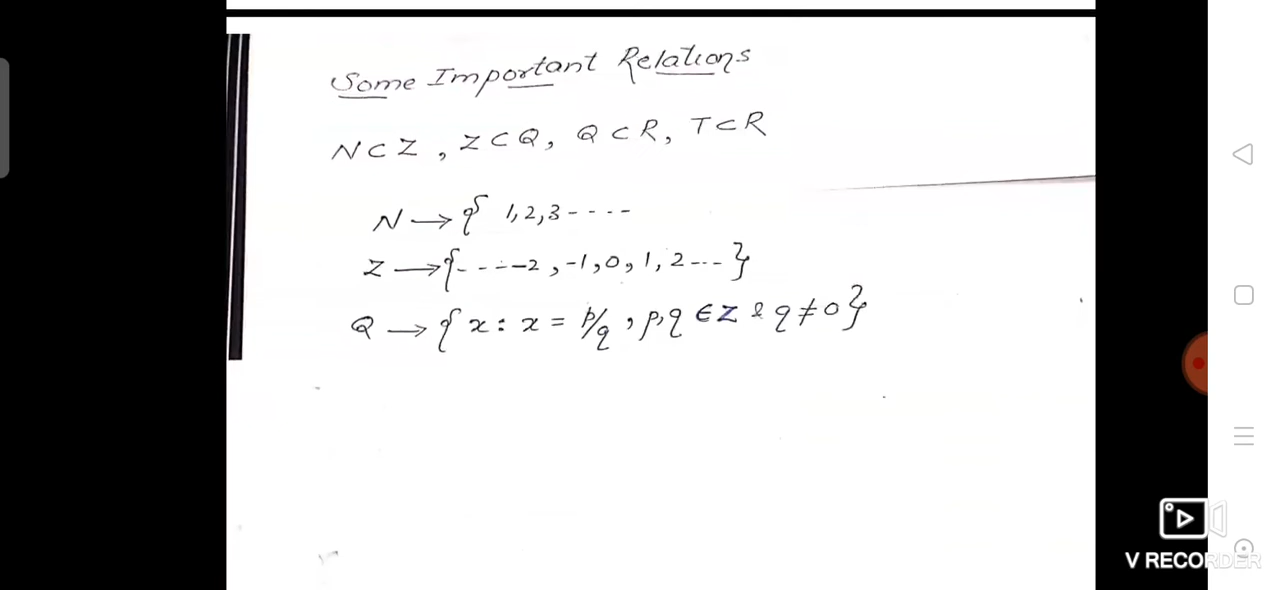 Some Important Relations
N⊂Z, Z⊂Q, Q⊂R, T⊂R
N→{ 1,2,3----
Z→{-----2,-1,0,1,2---}
Q→{x:x=p/q,p,q∈Z & q≠0}
V RECORDER